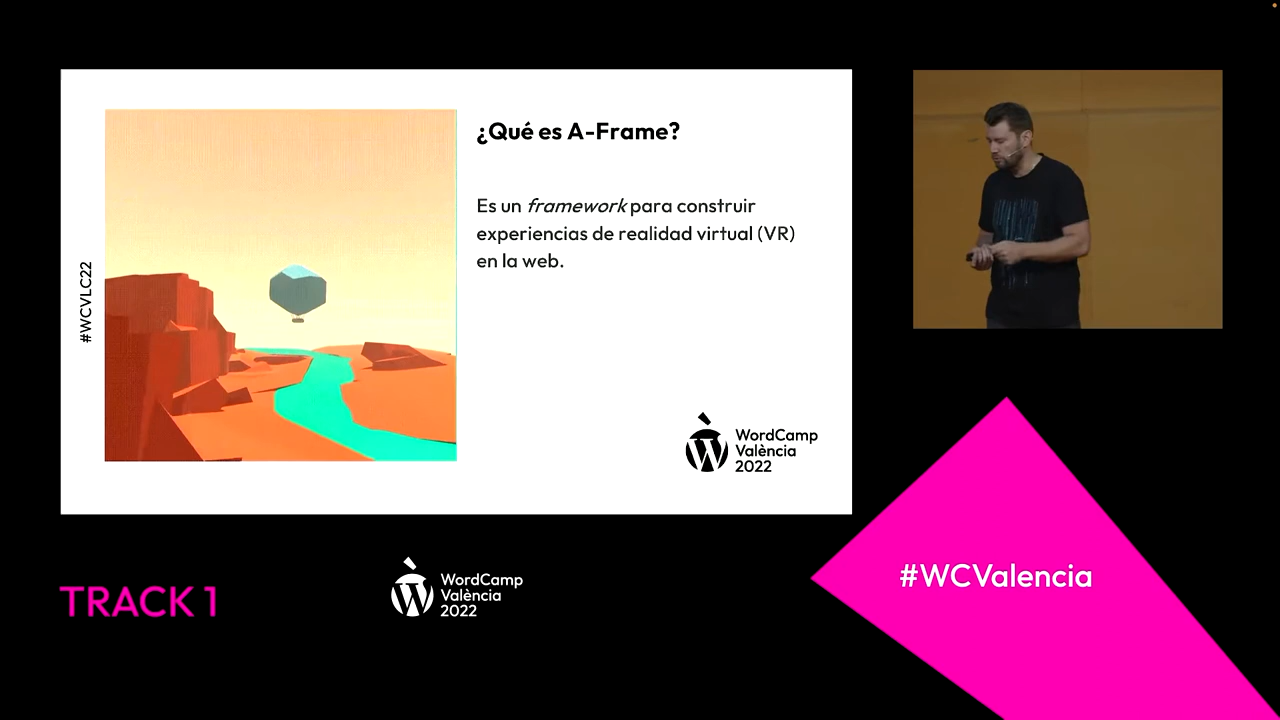 #WCVLC22
¿Qué es A-Frame?
Es un framework para construir
experiencias de realidad virtual (VR)
en la web.
WordCamp
València
2022
TRACK 1
WordCamp
València
2022
#WCValencia